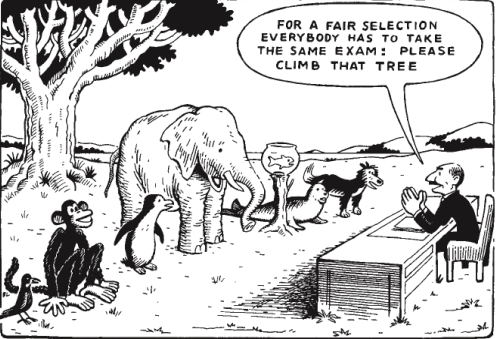 FOR A FAIR SELECTION
EVERYBODY HAS TO TAKE
THE SAME EXAM: PLEASE
CLIMB THAT TREE